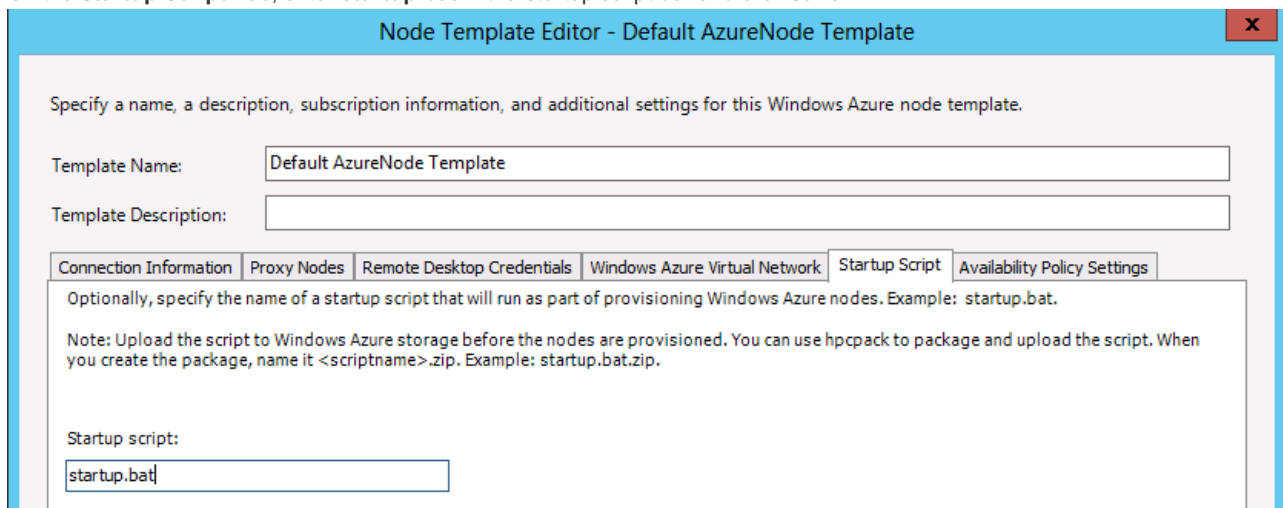 Node Template Editor - Default AzureNode Template
x
Specify a name, a description, subscription information, and additional settings for this Windows Azure node template.
Template Name:
Default AzureNode Template
Template Description:
Connection Information
Proxy Nodes
Remote Desktop Credentials
Windows Azure Virtual Network
Startup Script
Availability Policy Settings
Optionally, specify the name of a startup script that will run as part of provisioning Windows Azure nodes. Example: startup.bat.
Note: Upload the script to Windows Azure storage before the nodes are provisioned. You can use hpcpack to package and upload the script. When
you create the package, name it <scriptname>.zip. Example: startup.bat.zip.
Startup script:
startup.bat